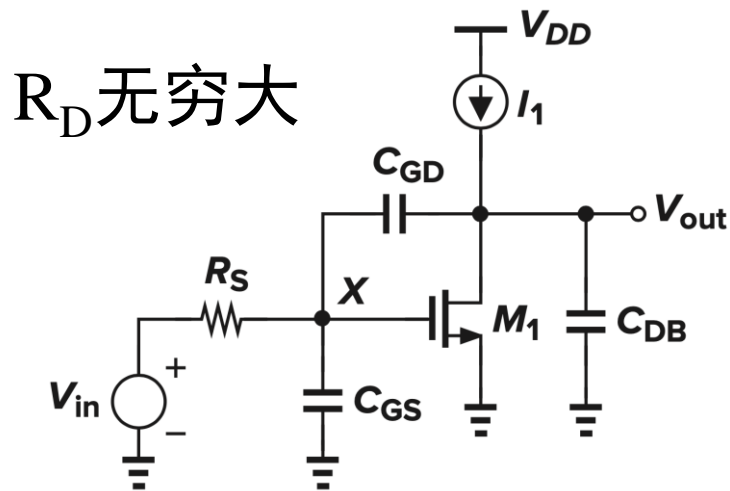 V_DD
R_D无穷大
I_1
C_GD
V_out
R_S
X
M_1
C_DB
V_in
+
−
C_GS